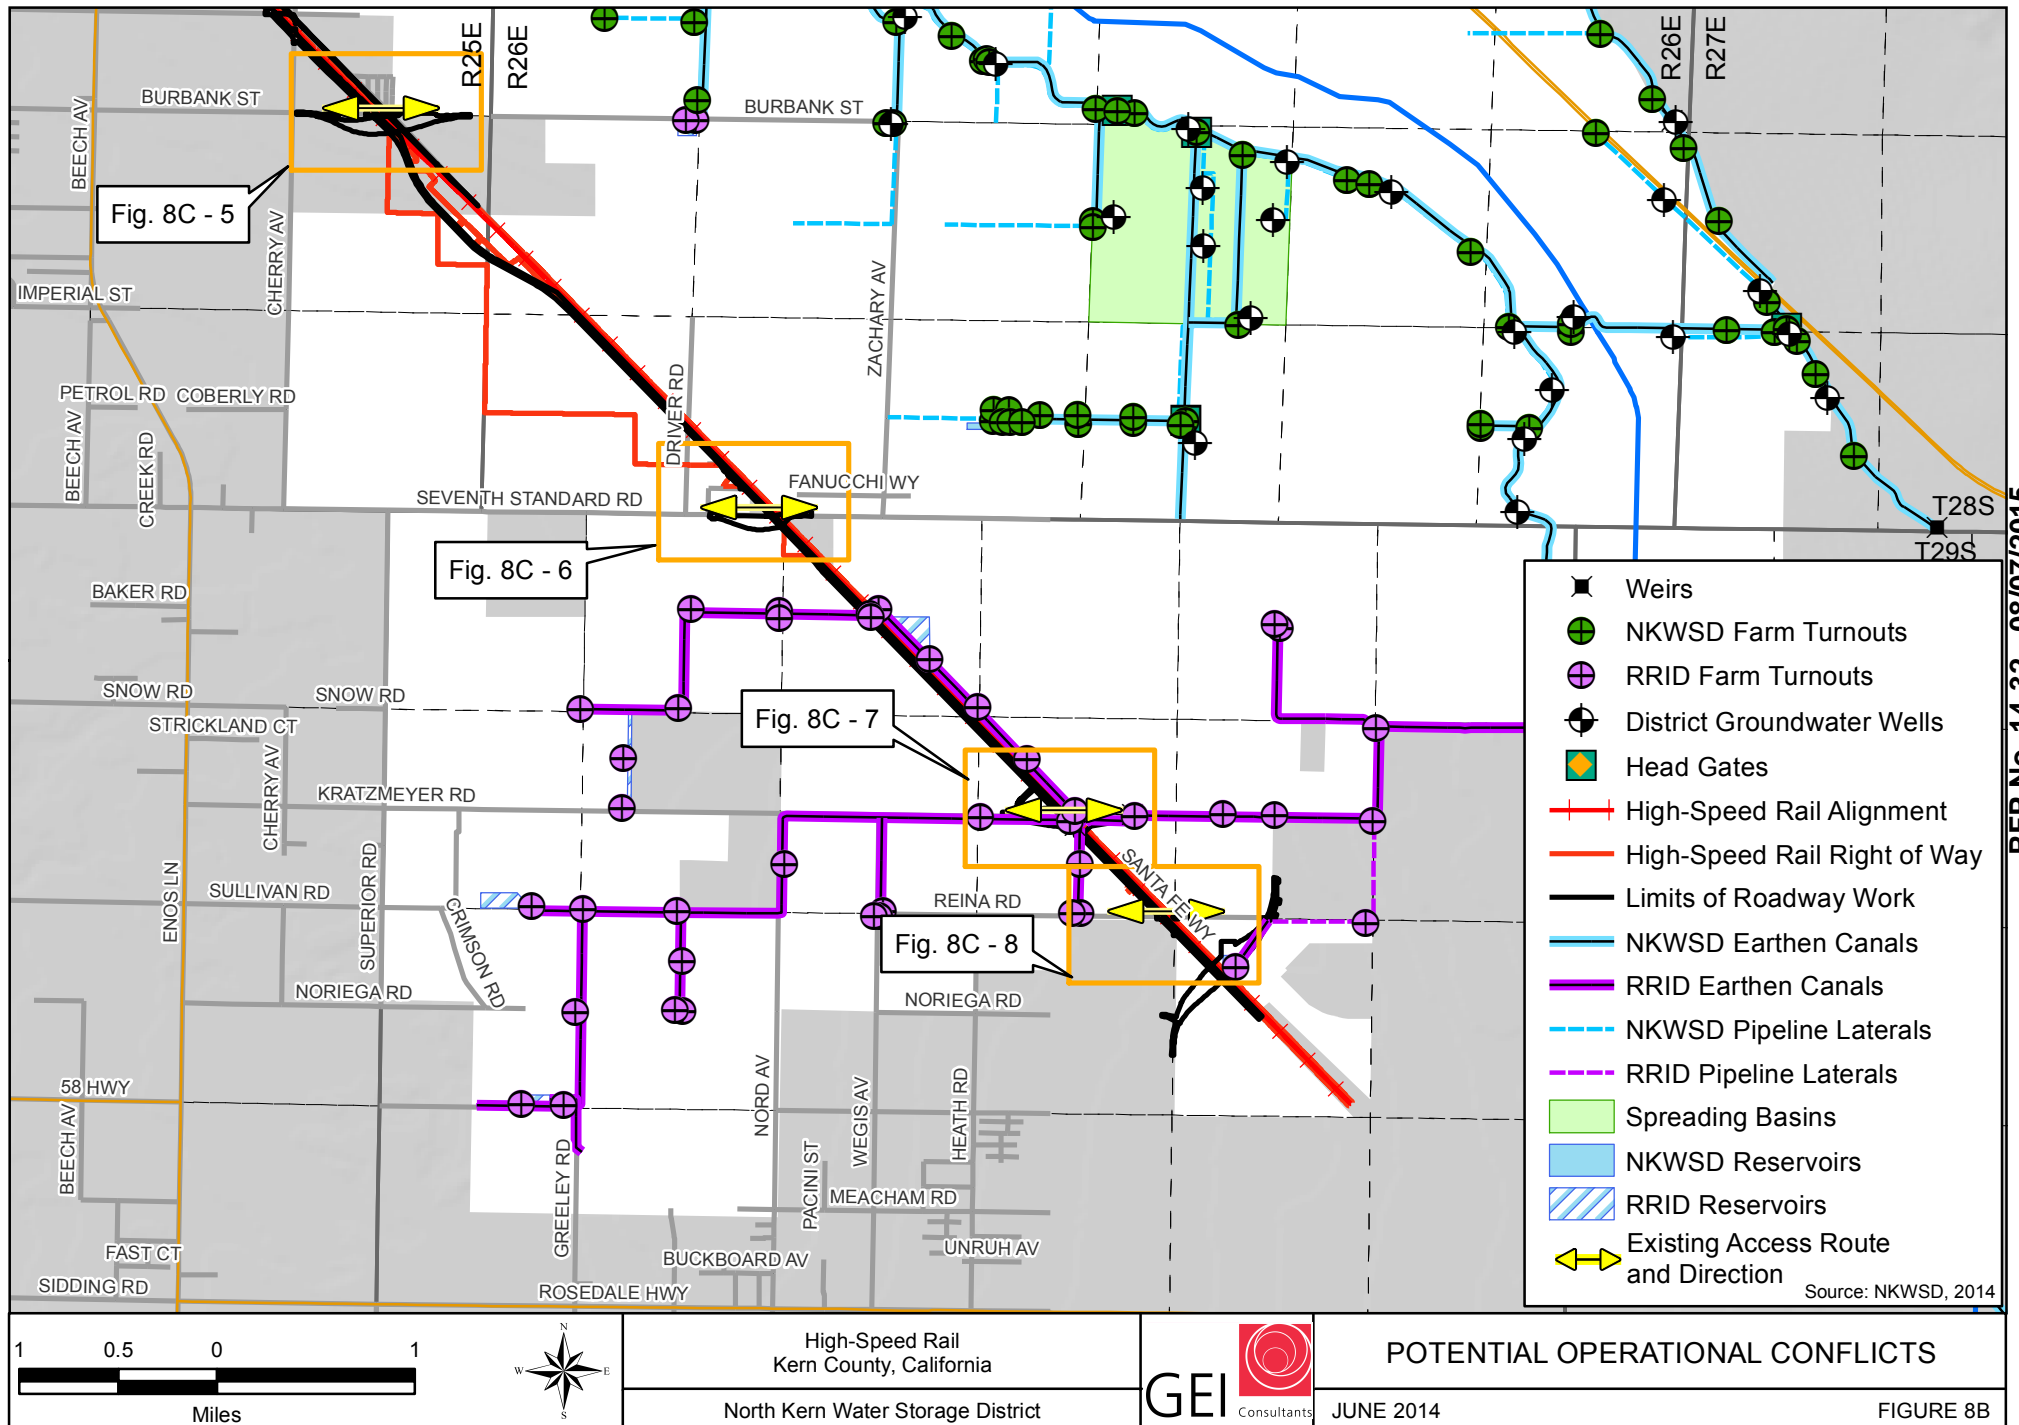 R25E
R26E
R26E
R27E
BURBANK ST
BURBANK ST
BEECH AV
Fig. 8C - 5
CHERRY AV
IMPERIAL ST
ZACHARY AV
DRIVER RD
PETROL RD
COBERLY RD
BEECH AV
CREEK RD
SEVENTH STANDARD RD
FANUCCHI WY
T28S
T29S
Fig. 8C - 6
BAKER RD
SNOW RD
SNOW RD
STRICKLAND CT
CHERRY AV
Fig. 8C - 7
KRATZMEYER RD
SUPERIOR RD
ENOS LN
SULLIVAN RD
CRIMSON RD
SANTA FE WY
REINA RD
Fig. 8C - 8
NORIEGA RD
NORIEGA RD
58 HWY
BEECH AV
NORD AV
WEGIS AV
HEATH RD
GREELEY RD
PACINI ST
MEACHAM RD
FAST CT
BUCKBOARD AV
UNRUH AV
SIDDING RD
ROSEDALE HWY
Weirs
NKWSD Farm Turnouts
RRID Farm Turnouts
District Groundwater Wells
Head Gates
High-Speed Rail Alignment
High-Speed Rail Right of Way
Limits of Roadway Work
NKWSD Earthen Canals
RRID Earthen Canals
NKWSD Pipeline Laterals
RRID Pipeline Laterals
Spreading Basins
NKWSD Reservoirs
RRID Reservoirs
Existing Access Route
and Direction
Source: NKWSD, 2014
1 0.5 0 1
Miles
N
W E
S
High-Speed Rail
Kern County, California
North Kern Water Storage District
GEI
Consultants
POTENTIAL OPERATIONAL CONFLICTS
JUNE 2014
FIGURE 8B